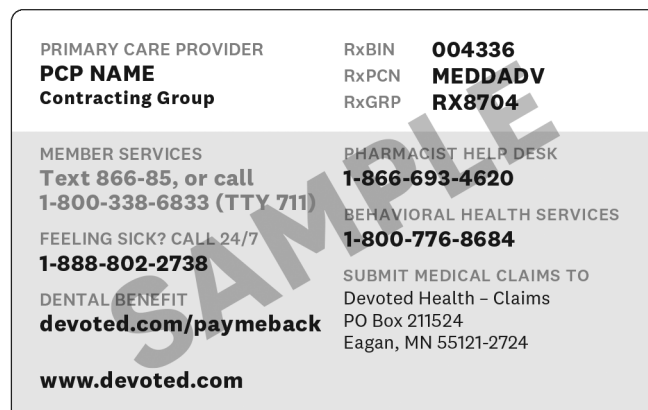 PRIMARY CARE PROVIDER
PCP NAME
Contracting Group
RxBIN 004336
RxPCN MEDDADV
RxGRP RX8704
MEMBER SERVICES
Text 866-85, or call
1-800-338-6833 (TTY 711)
FEELING SICK? CALL 24/7
1-888-802-2738
DENTAL BENEFIT
devoted.com/paymeback
www.devoted.com
PHARMACIST HELP DESK
1-866-693-4620
BEHAVIORAL HEALTH SERVICES
1-800-776-8684
SUBMIT MEDICAL CLAIMS TO
Devoted Health – Claims
PO Box 211524
Eagan, MN 55121-2724
SAMPLE